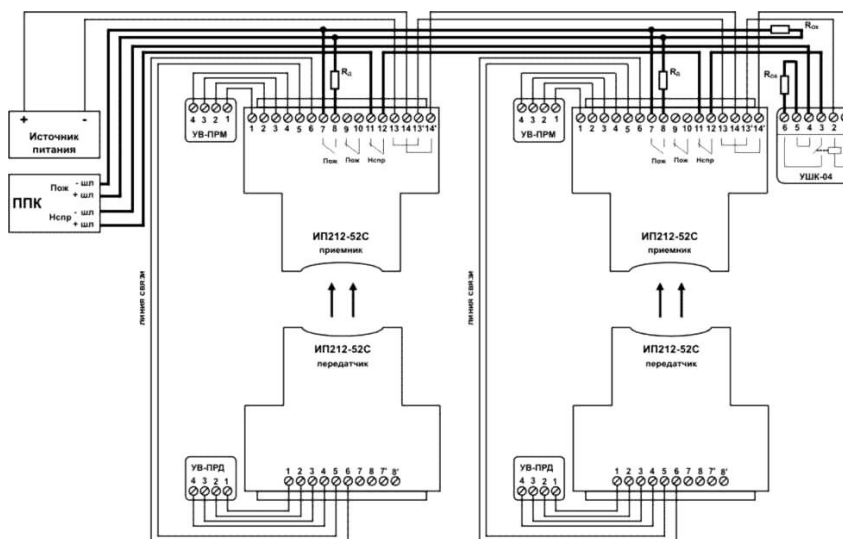 Rок
Rд
Rд
Rок
4 3 2 1
УВ-ПРМ
1 2 3 4 5 6 7 8 9 10 11 12 13 14 13' 14'
Пож Пож Нспр
4 3 2 1
УВ-ПРМ
1 2 3 4 5 6 7 8 9 10 11 12 13 14 13' 14'
Пож Пож Нспр
6 5 4 3 2
УШК-04
+ -
Источник
питания
ППК
Пож
- шл
+ шл
Нспр
- шл
+ шл
ИП212-52С
приемник
ИП212-52С
приемник
линия связи
линия связи
ИП212-52С
передатчик
ИП212-52С
передатчик
УВ-ПРД
4 3 2 1
1 2 3 4 5 6 7 8 7' 8'
УВ-ПРД
4 3 2 1
1 2 3 4 5 6 7 8 7' 8'